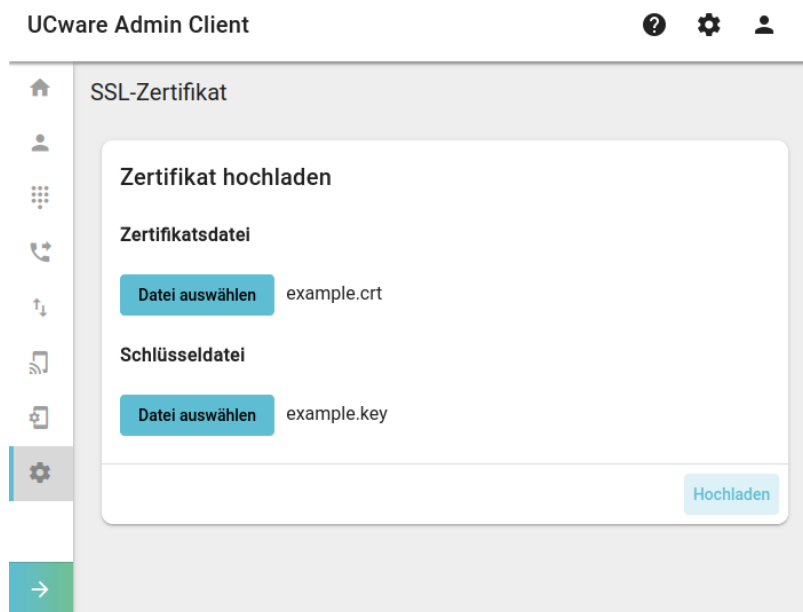 UCware Admin Client
SSL-Zertifikat
Zertifikat hochladen
Zertifikatsdatei
Datei auswählen example.crt
Schlüsseldatei
Datei auswählen example.key
Hochladen